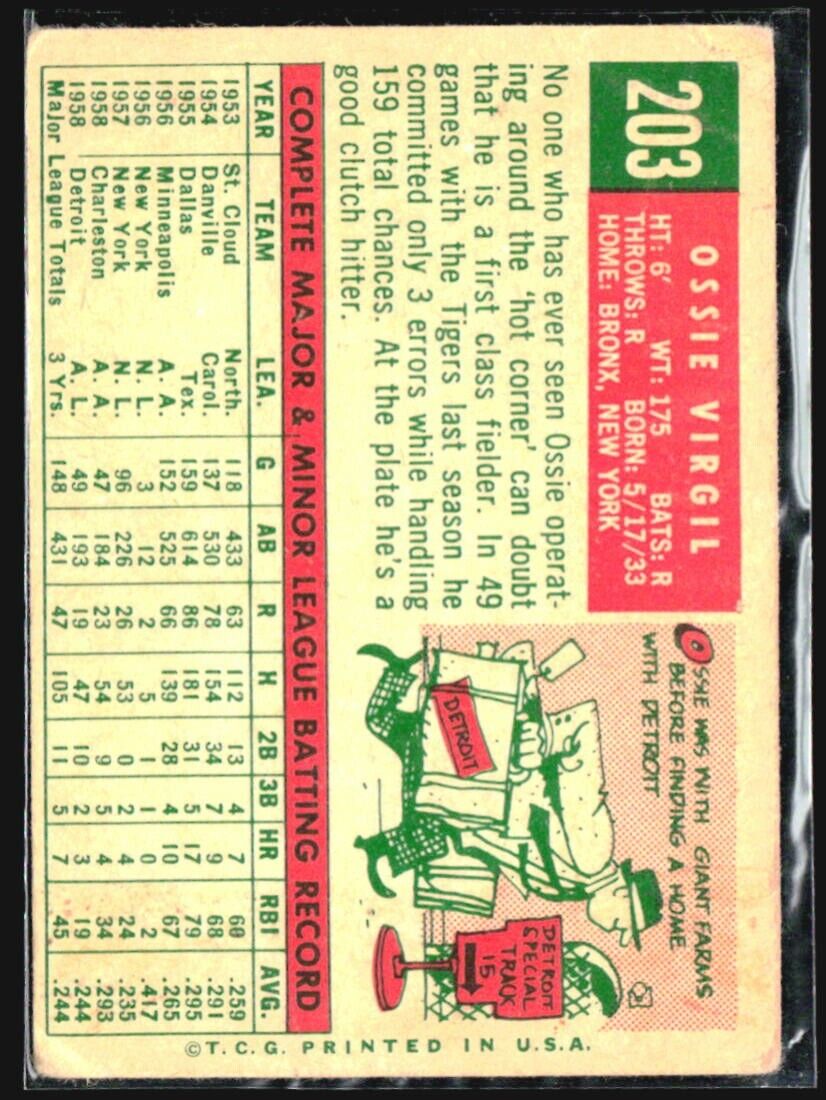 203
OSSIE VIRGIL
HT: 6' WT: 175 BATS: R
THROWS: R BORN: 5/17/33
HOME: BRONX, NEW YORK
No one who has ever seen Ossie operat-
ing around the 'hot corner' can doubt
that he is a first class fielder. In 49
games with the Tigers last season he
committed only 3 errors while handling
159 total chances. At the plate he's a
good clutch hitter.
OSSIE WAS WITH GIANT FARMS
BEFORE FINDING A HOME
WITH DETROIT
DETROIT
DETROIT
SPECIAL
TRACK
15
COMPLETE MAJOR & MINOR LEAGUE BATTING RECORD
YEAR TEAM LEA. G AB R H 2B 3B HR RBI AVG.
1953 St. Cloud North. 118 433 63 112 13 4 7 60 .259
1954 Danville Carol. 137 530 78 154 34 7 9 68 .291
1955 Dallas Tex. 159 614 86 181 31 5 17 79 .295
1956 Minneapolis A. A. 152 525 66 139 28 4 10 67 .265
1956 New York N. L. 3 12 2 5 1 1 0 2 .417
1957 New York N. L. 96 226 26 53 0 2 4 24 .235
1958 Charleston A. A. 47 184 23 54 9 5 4 34 .293
1958 Detroit A. L. 49 193 19 47 10 2 3 19 .244
Major League Totals 3 Yrs. 148 431 47 105 11 5 7 45 .244
©T.C.G. PRINTED IN U.S.A.